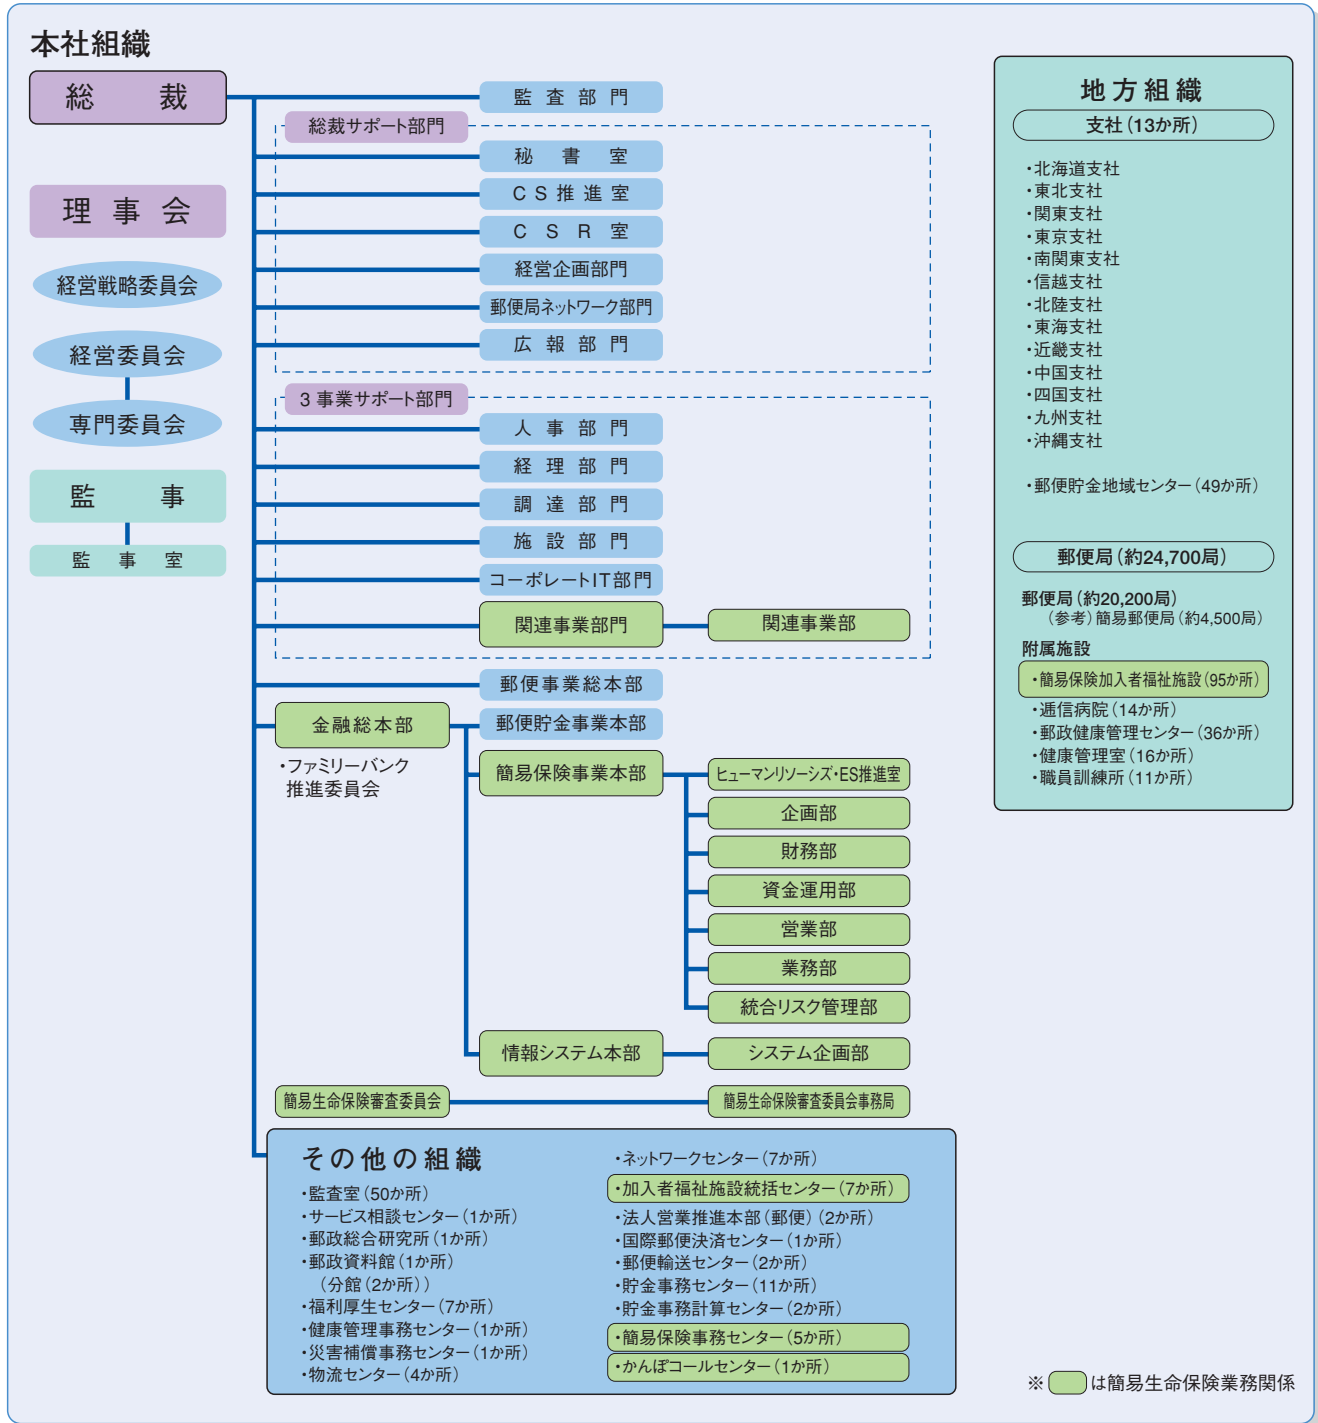 本社組織
総裁
理事会
経営戦略委員会
経営委員会
専門委員会
監事
監事室
監査部門
総裁サポート部門
秘書室
CS推進室
CSR室
経営企画部門
郵便局ネットワーク部門
広報部門
3事業サポート部門
人事部門
経理部門
調達部門
施設部門
コーポレートIT部門
関連事業部門
関連事業部
郵便事業総本部
金融総本部
・ファミリーバンク
推進委員会
郵便貯金事業本部
簡易保険事業本部
ヒューマンリソーシズ・ES推進室
企画部
財務部
資金運用部
営業部
業務部
統合リスク管理部
情報システム本部
システム企画部
簡易生命保険審査委員会
簡易生命保険審査委員会事務局
その他の組織
・監査室(50か所)
・サービス相談センター(1か所)
・郵政総合研究所(1か所)
・郵政資料館(1か所)
(分館(2か所))
・福利厚生センター(7か所)
・健康管理事務センター(1か所)
・災害補償事務センター(1か所)
・物流センター(4か所)
・ネットワークセンター(7か所)
・加入者福祉施設統括センター(7か所)
・法人営業推進本部(郵便)(2か所)
・国際郵便決済センター(1か所)
・郵便輸送センター(2か所)
・貯金事務センター(11か所)
・貯金事務計算センター(2か所)
・簡易保険事務センター(5か所)
・かんぽコールセンター(1か所)
地方組織
支社(13か所)
・北海道支社
・東北支社
・関東支社
・東京支社
・南関東支社
・信越支社
・北陸支社
・東海支社
・近畿支社
・中国支社
・四国支社
・九州支社
・沖縄支社
・郵便貯金地域センター(49か所)
郵便局(約24,700局)
郵便局(約20,200局)
(参考)簡易郵便局(約4,500局)
附属施設
・簡易保険加入者福祉施設(95か所)
・逓信病院(14か所)
・郵政健康管理センター(36か所)
・健康管理室(16か所)
・職員訓練所(11か所)
※ は簡易生命保険業務関係